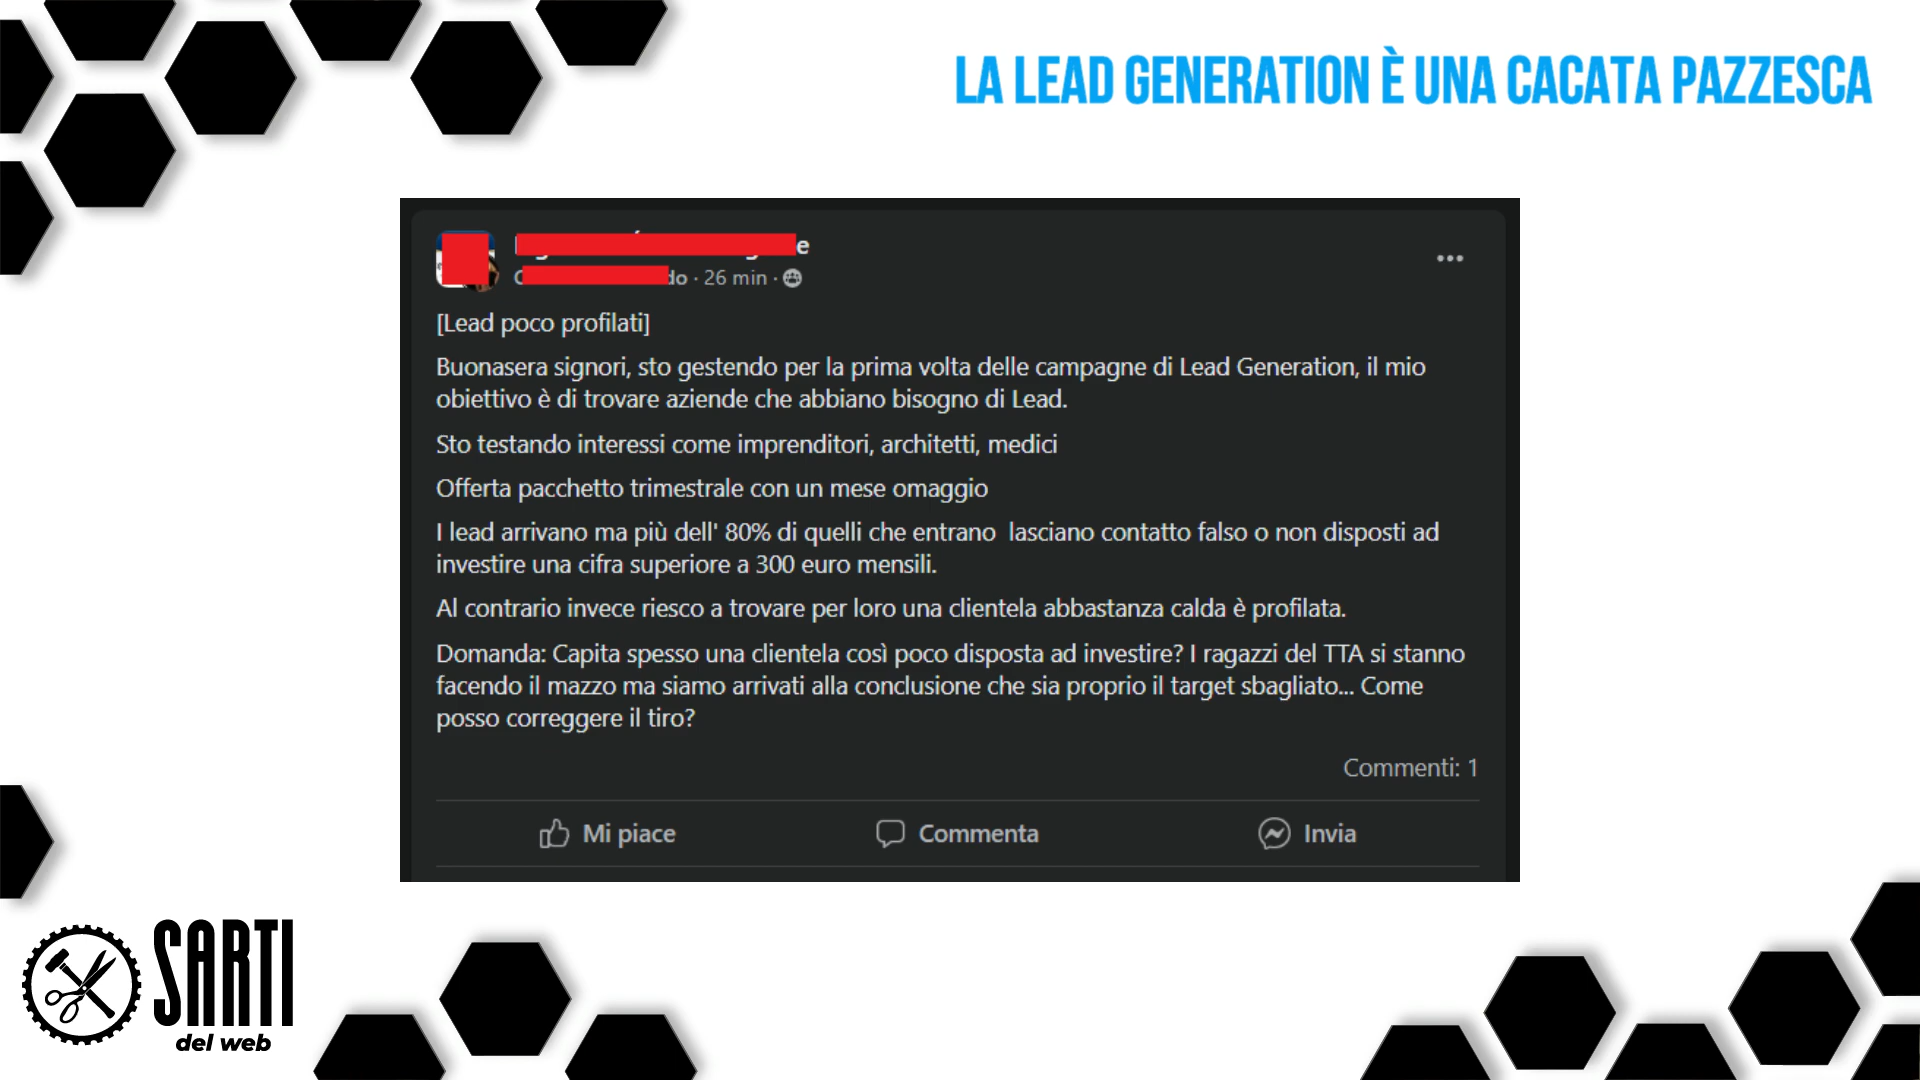 LA LEAD GENERATION È UNA CACATA PAZZESCA
26 min
[Lead poco profilati]
Buonasera signori, sto gestendo per la prima volta delle campagne di Lead Generation, il mio
obiettivo è di trovare aziende che abbiano bisogno di Lead.
Sto testando interessi come imprenditori, architetti, medici
Offerta pacchetto trimestrale con un mese omaggio
I lead arrivano ma più dell' 80% di quelli che entrano  lasciano contatto falso o non disposti ad
investire una cifra superiore a 300 euro mensili.
Al contrario invece riesco a trovare per loro una clientela abbastanza calda è profilata.
Domanda: Capita spesso una clientela così poco disposta ad investire? I ragazzi del TTA si stanno
facendo il mazzo ma siamo arrivati alla conclusione che sia proprio il target sbagliato... Come
posso correggere il tiro?
Commenti: 1
Mi piace Commenta Invia
SARTI
del web